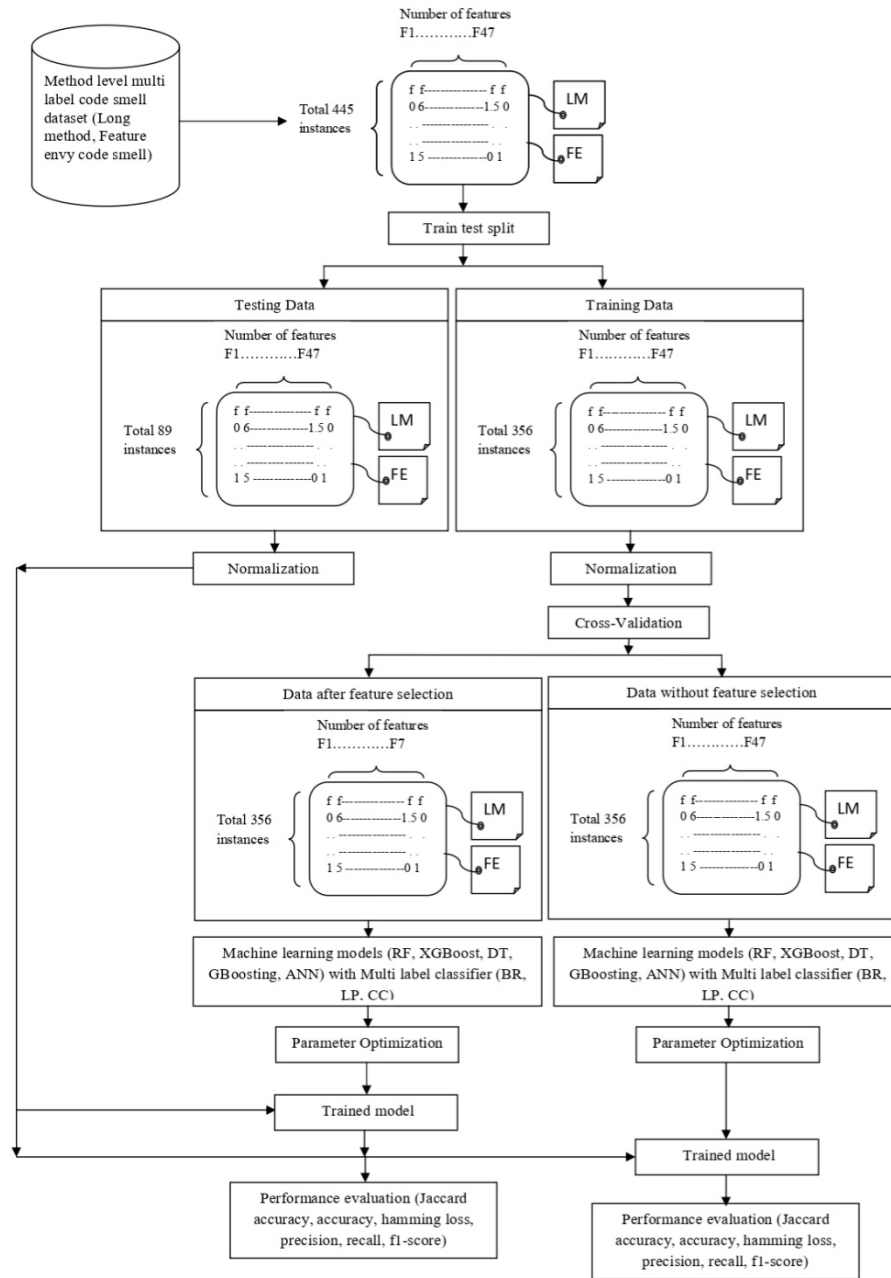 Number of features
F1…………F47
Method level multi
label code smell
dataset (Long
method, Feature
envy code smell)
Total 445
instances
f f---------------- f f
0 6---------------1.5 0
. . ----------------- . .
. . ----------------- . .
1 5 ---------------0 1
LM
FE
Train test split
Testing Data
Number of features
F1…………F47
Total 89
instances
f f---------------- f f
0 6---------------1.5 0
. . ----------------- . .
. . ----------------- . .
1 5 ---------------0 1
LM
FE
Training Data
Number of features
F1…………F47
Total 356
instances
f f---------------- f f
0 6---------------1.5 0
. . ----------------- . .
. . ----------------- . .
1 5 ---------------0 1
LM
FE
Normalization
Normalization
Cross-Validation
Data after feature selection
Number of features
F1…………F7
Total 356
instances
f f---------------- f f
0 6---------------1.5 0
. . ----------------- . .
. . ----------------- . .
1 5 ---------------0 1
LM
FE
Data without feature selection
Number of features
F1…………F47
Total 356
instances
f f---------------- f f
0 6---------------1.5 0
. . ----------------- . .
. . ----------------- . .
1 5 ---------------0 1
LM
FE
Machine learning models (RF, XGBoost, DT,
GBoosting, ANN) with Multi label classifier (BR,
LP, CC)
Machine learning models (RF, XGBoost, DT,
GBoosting, ANN) with Multi label classifier (BR,
LP, CC)
Parameter Optimization
Parameter Optimization
Trained model
Trained model
Performance evaluation (Jaccard
accuracy, accuracy, hamming loss,
precision, recall, f1-score)
Performance evaluation (Jaccard
accuracy, accuracy, hamming loss,
precision, recall, f1-score)